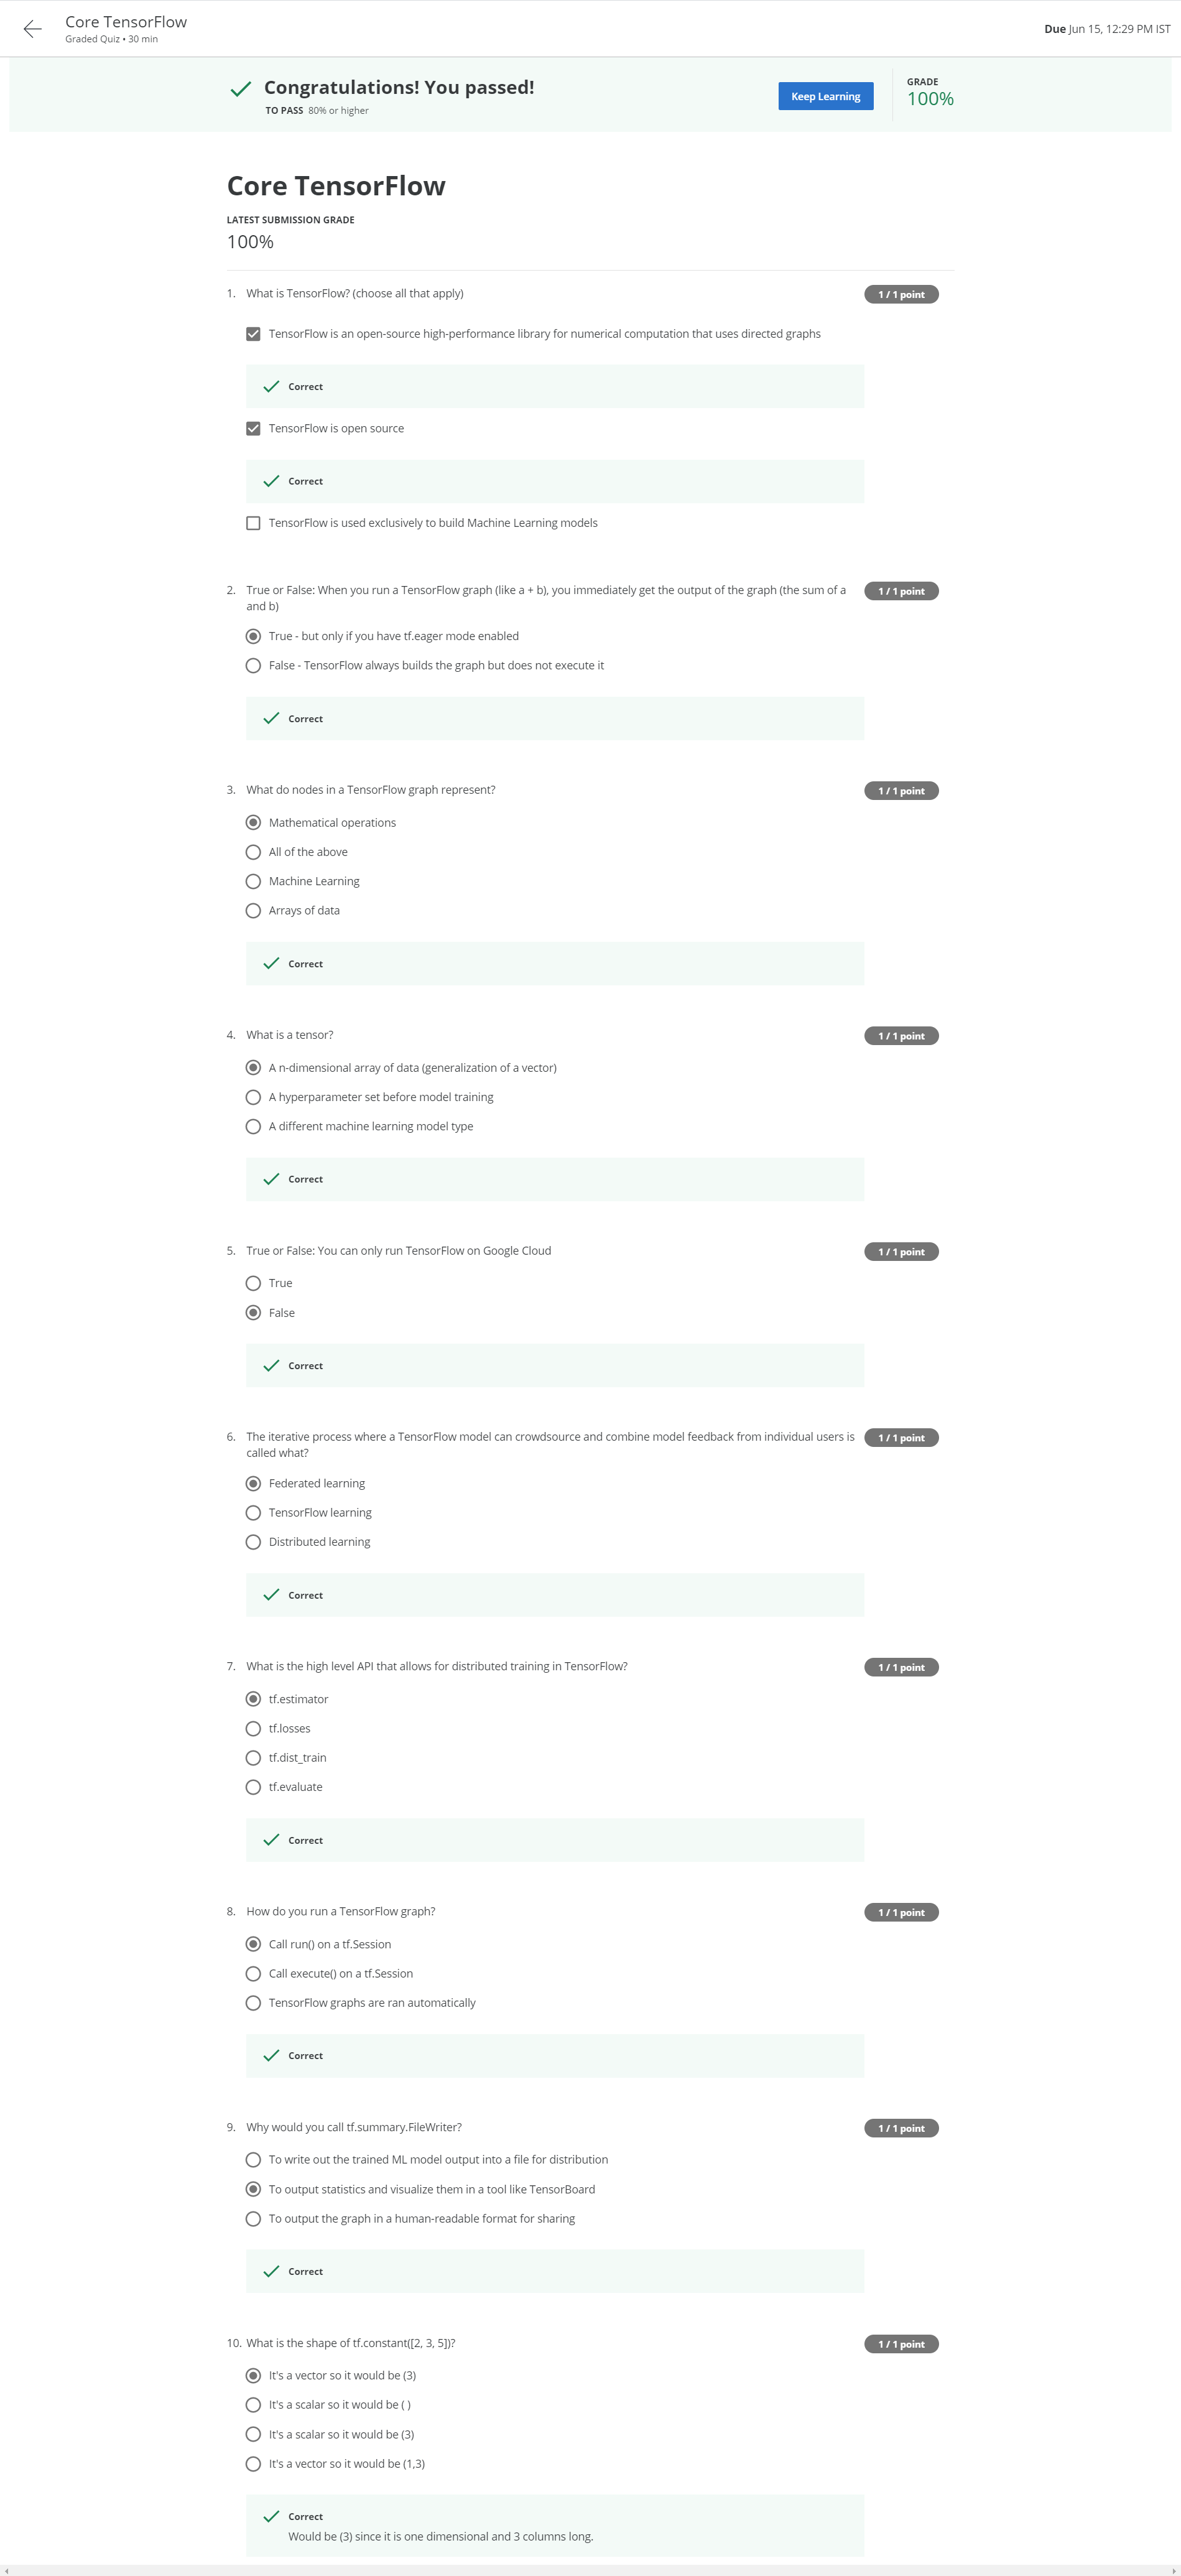 Core TensorFlow
Graded Quiz • 30 min
Due Jun 15, 12:29 PM IST
Congratulations! You passed!
TO PASS 80% or higher
Keep Learning
GRADE
100%
Core TensorFlow
LATEST SUBMISSION GRADE
100%
1. What is TensorFlow? (choose all that apply)
1 / 1 point
TensorFlow is an open-source high-performance library for numerical computation that uses directed graphs
Correct
TensorFlow is open source
Correct
TensorFlow is used exclusively to build Machine Learning models
2. True or False: When you run a TensorFlow graph (like a + b), you immediately get the output of the graph (the sum of a
and b)
1 / 1 point
True - but only if you have tf.eager mode enabled
False - TensorFlow always builds the graph but does not execute it
Correct
3. What do nodes in a TensorFlow graph represent?
1 / 1 point
Mathematical operations
All of the above
Machine Learning
Arrays of data
Correct
4. What is a tensor?
1 / 1 point
A n-dimensional array of data (generalization of a vector)
A hyperparameter set before model training
A different machine learning model type
Correct
5. True or False: You can only run TensorFlow on Google Cloud
1 / 1 point
True
False
Correct
6. The iterative process where a TensorFlow model can crowdsource and combine model feedback from individual users is
called what?
1 / 1 point
Federated learning
TensorFlow learning
Distributed learning
Correct
7. What is the high level API that allows for distributed training in TensorFlow?
1 / 1 point
tf.estimator
tf.losses
tf.dist_train
tf.evaluate
Correct
8. How do you run a TensorFlow graph?
1 / 1 point
Call run() on a tf.Session
Call execute() on a tf.Session
TensorFlow graphs are ran automatically
Correct
9. Why would you call tf.summary.FileWriter?
1 / 1 point
To write out the trained ML model output into a file for distribution
To output statistics and visualize them in a tool like TensorBoard
To output the graph in a human-readable format for sharing
Correct
10. What is the shape of tf.constant([2, 3, 5])?
1 / 1 point
It's a vector so it would be (3)
It's a scalar so it would be ( )
It's a scalar so it would be (3)
It's a vector so it would be (1,3)
Correct
Would be (3) since it is one dimensional and 3 columns long.